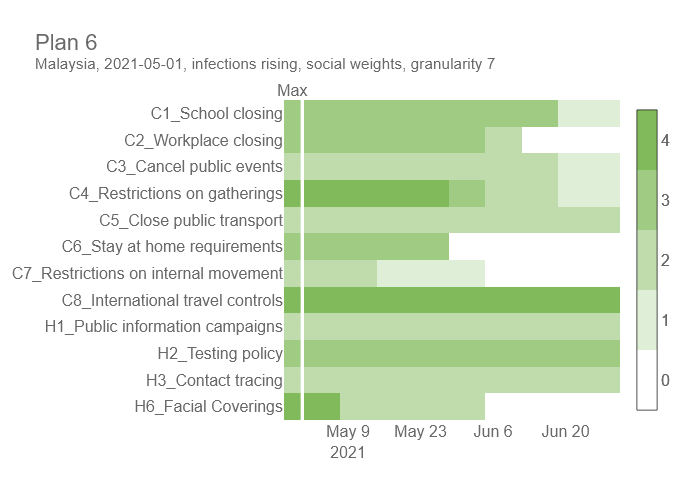 Plan 6
Malaysia, 2021-05-01, infections rising, social weights, granularity 7
Max
C1_School closing
C2_Workplace closing
C3_Cancel public events
C4_Restrictions on gatherings
C5_Close public transport
C6_Stay at home requirements
C7_Restrictions on internal movement
C8_International travel controls
H1_Public information campaigns
H2_Testing policy
H3_Contact tracing
H6_Facial Coverings
May 9 May 23 Jun 6 Jun 20
2021
4
3
2
1
0